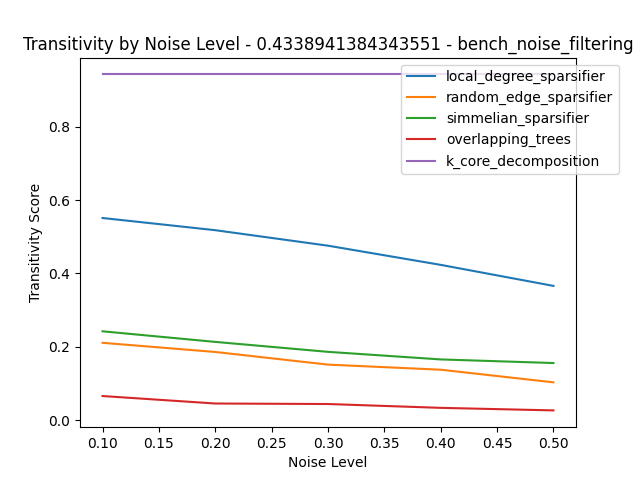 Transitivity by Noise Level - 0.4338941384343551 - bench_noise_filtering
local_degree_sparsifier
random_edge_sparsifier
simmelian_sparsifier
overlapping_trees
k_core_decomposition
Transitivity Score
0.8
0.6
0.4
0.2
0.0
0.10 0.15 0.20 0.25 0.30 0.35 0.40 0.45 0.50
Noise Level